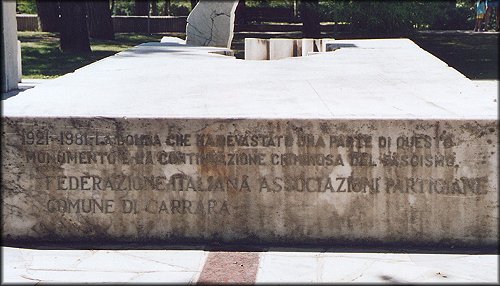 1921-1981-LA BOMBA CHE HA DEVASTATO UNA PARTE DI QUESTO
MONUMENTO E LA CONTINUAZIONE CRIMINOSA DEL FASCISMO.
FEDERAZIONE ITALIANA ASSOCIAZIONI PARTIGIANE
COMUNE DI CARRARA